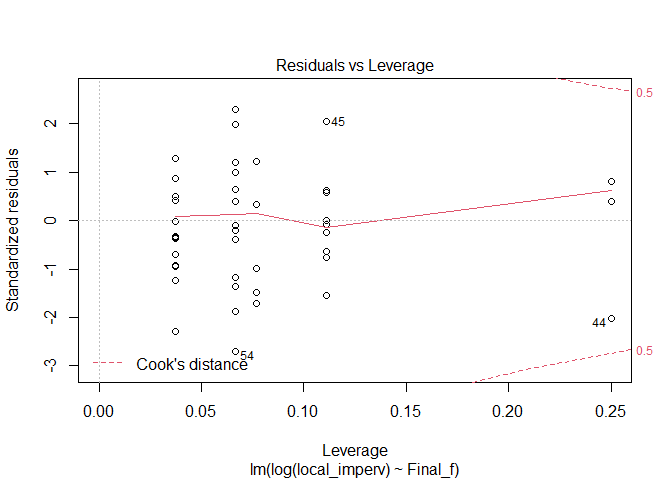 Residuals vs Leverage
Standardized residuals
2
1
0
-1
-2
-3
0.5
0.5
45
44
54
Cook's distance
0.00 0.05 0.10 0.15 0.20 0.25
Leverage
lm(log(local_imperv) ~ Final_f)